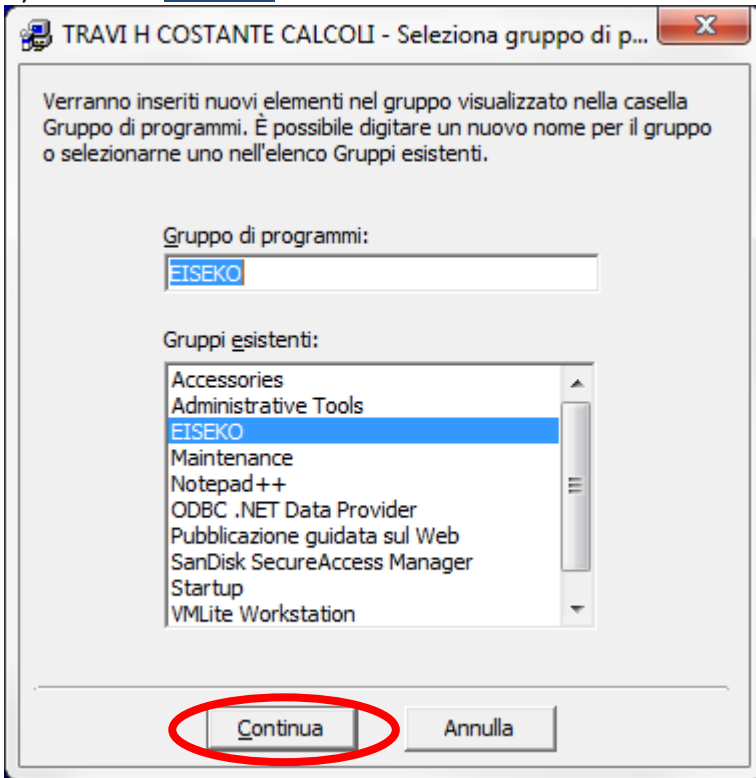 TRAVI H COSTANTE CALCOLI - Seleziona gruppo di p...
Verranno inseriti nuovi elementi nel gruppo visualizzato nella casella
Gruppo di programmi. È possibile digitare un nuovo nome per il gruppo
o selezionarne uno nell'elenco Gruppi esistenti.
Gruppo di programmi:
EISEKO
Gruppi esistenti:
Accessories
Administrative Tools
EISEKO
Maintenance
Notepad++
ODBC .NET Data Provider
Pubblicazione guidata sul Web
SanDisk SecureAccess Manager
Startup
VMLite Workstation
Continua
Annulla